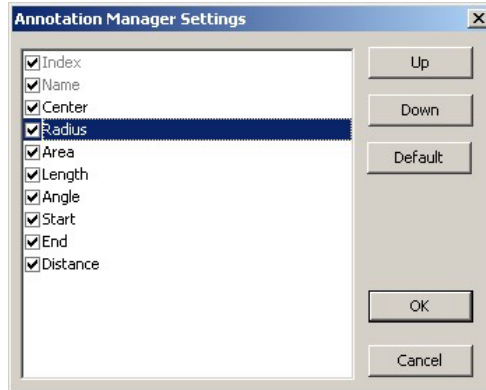 Annotation Manager Settings
Index
Name
Center
Radius
Area
Length
Angle
Start
End
Distance
Up
Down
Default
OK
Cancel